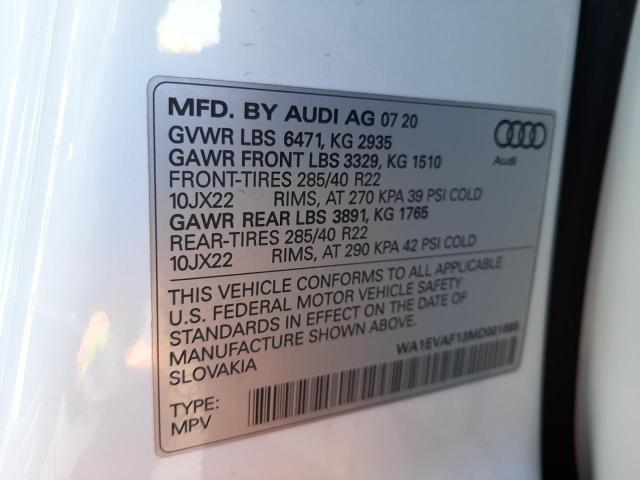 MFD. BY AUDI AG 07 20
GVWR LBS 6471, KG 2935
GAWR FRONT LBS 3329, KG 1510
FRONT-TIRES 285/40 R22
10JX22 RIMS, AT 270 KPA 39 PSI COLD
GAWR REAR LBS 3891, KG 1765
REAR-TIRES 285/40 R22
10JX22 RIMS, AT 290 KPA 42 PSI COLD
Audi
THIS VEHICLE CONFORMS TO ALL APPLICABLE
U.S. FEDERAL MOTOR VEHICLE SAFETY
STANDARDS IN EFFECT ON THE DATE OF
MANUFACTURE SHOWN ABOVE.
SLOVAKIA
WA1EVAF13MD001665
TYPE:
MPV